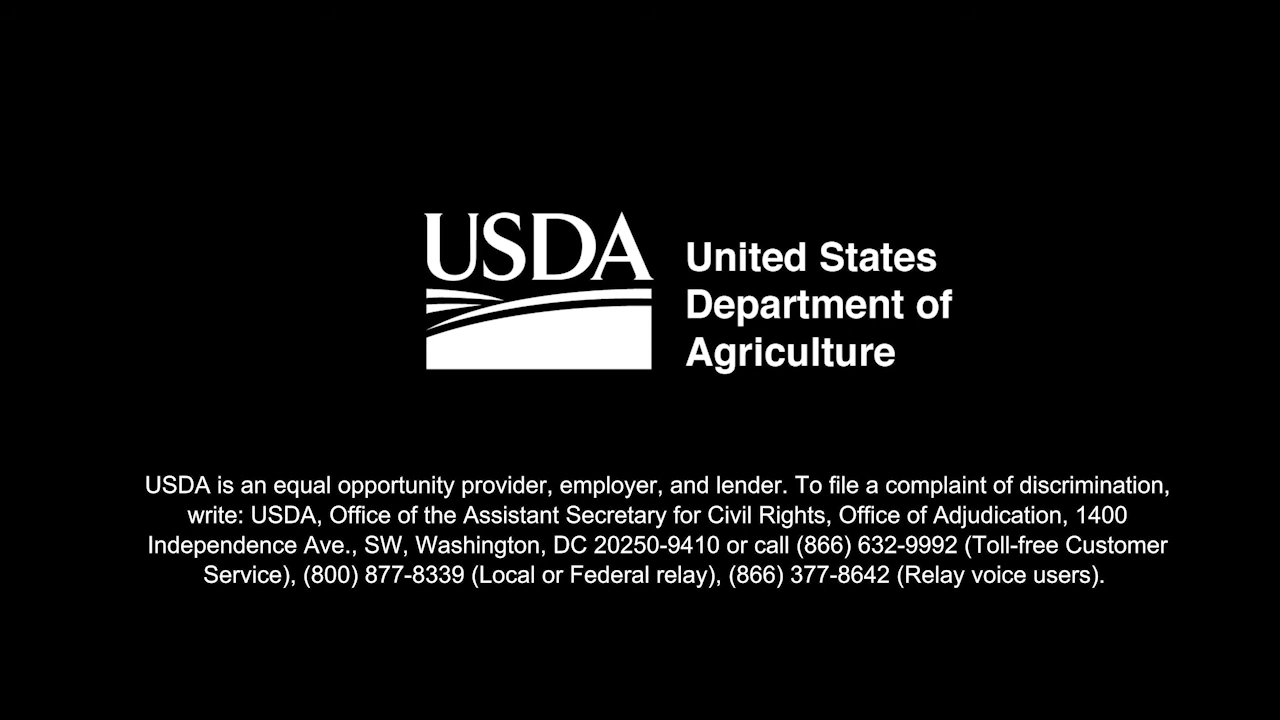 USDA
United States
Department of
Agriculture
USDA is an equal opportunity provider, employer, and lender. To file a complaint of discrimination,
write: USDA, Office of the Assistant Secretary for Civil Rights, Office of Adjudication, 1400
Independence Ave., SW, Washington, DC 20250-9410 or call (866) 632-9992 (Toll-free Customer
Service), (800) 877-8339 (Local or Federal relay), (866) 377-8642 (Relay voice users).